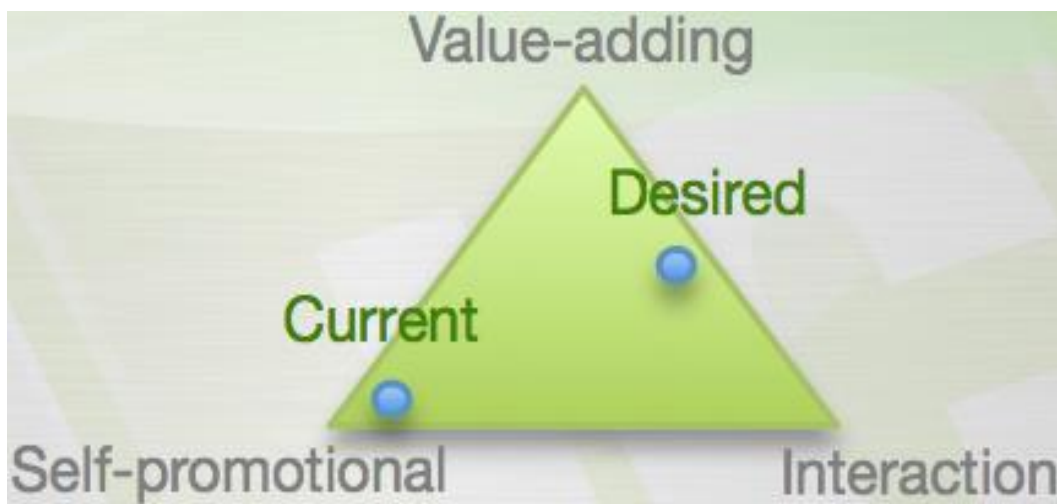 Value-adding
Desired
Current
Self-promotional
Interaction